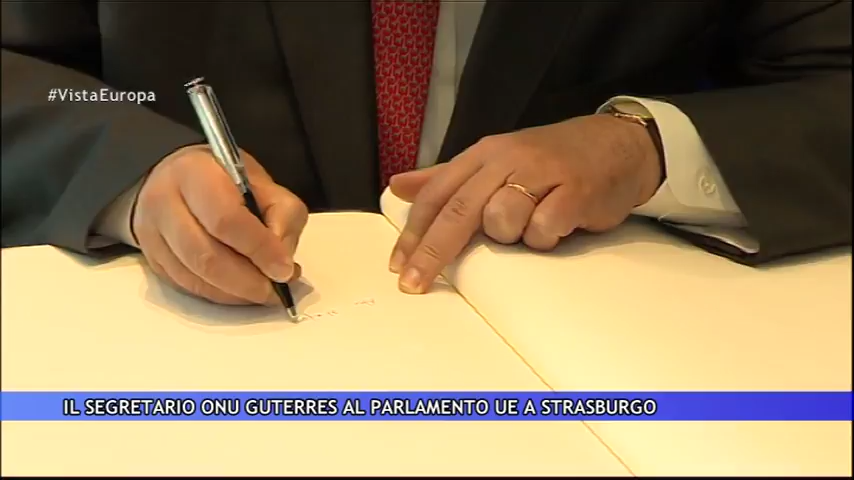 #VistaEuropa
IL SEGRETARIO ONU GUTERRES AL PARLAMENTO UE A STRASBURGO